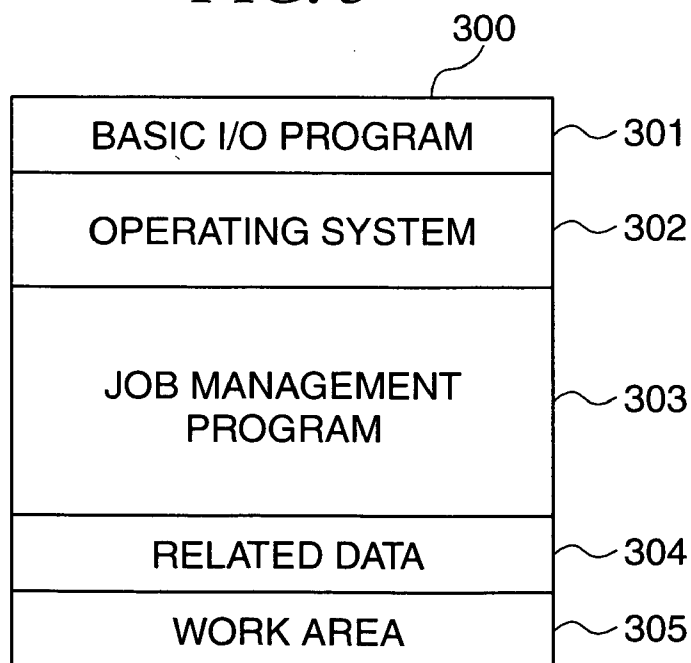 300
BASIC I/O PROGRAM 301
OPERATING SYSTEM 302
JOB MANAGEMENT
PROGRAM 303
RELATED DATA 304
WORK AREA 305